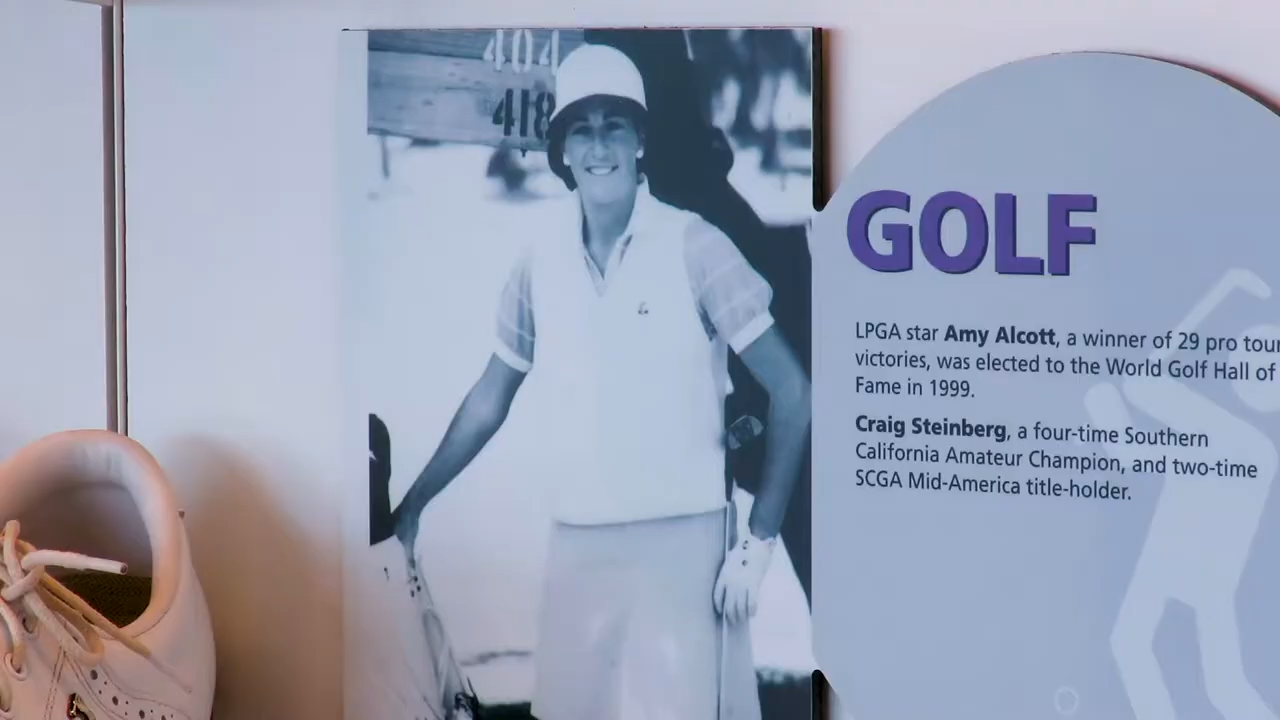 404
418
GOLF
LPGA star Amy Alcott, a winner of 29 pro tour
victories, was elected to the World Golf Hall of
Fame in 1999.
Craig Steinberg, a four-time Southern
California Amateur Champion, and two-time
SCGA Mid-America title-holder.